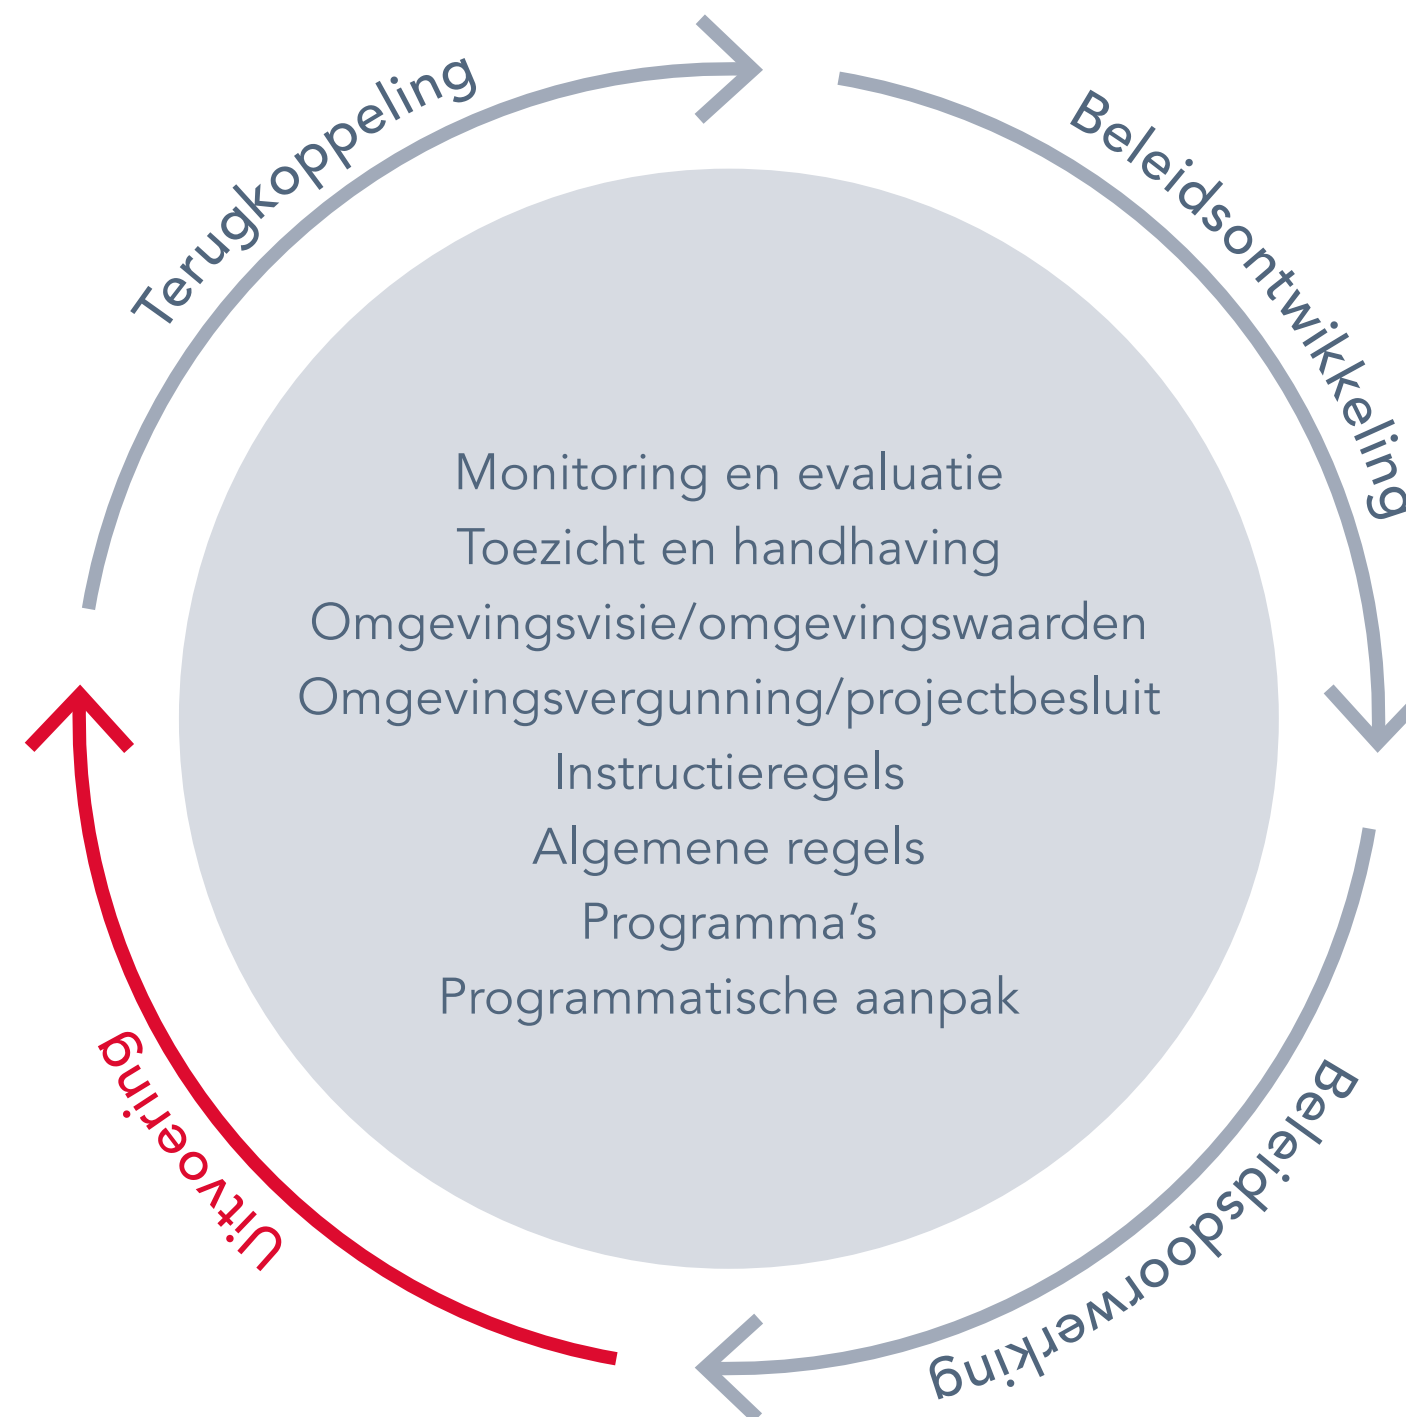 Terugkoppeling
Beleidsontwikkeling
Monitoring en evaluatie
Toezicht en handhaving
Omgevingsvisie/omgevingswaarden
Omgevingsvergunning/projectbesluit
Instructieregels
Algemene regels
Programma’s
Programmatische aanpak
Beleidsdoorwerking
Uitvoering